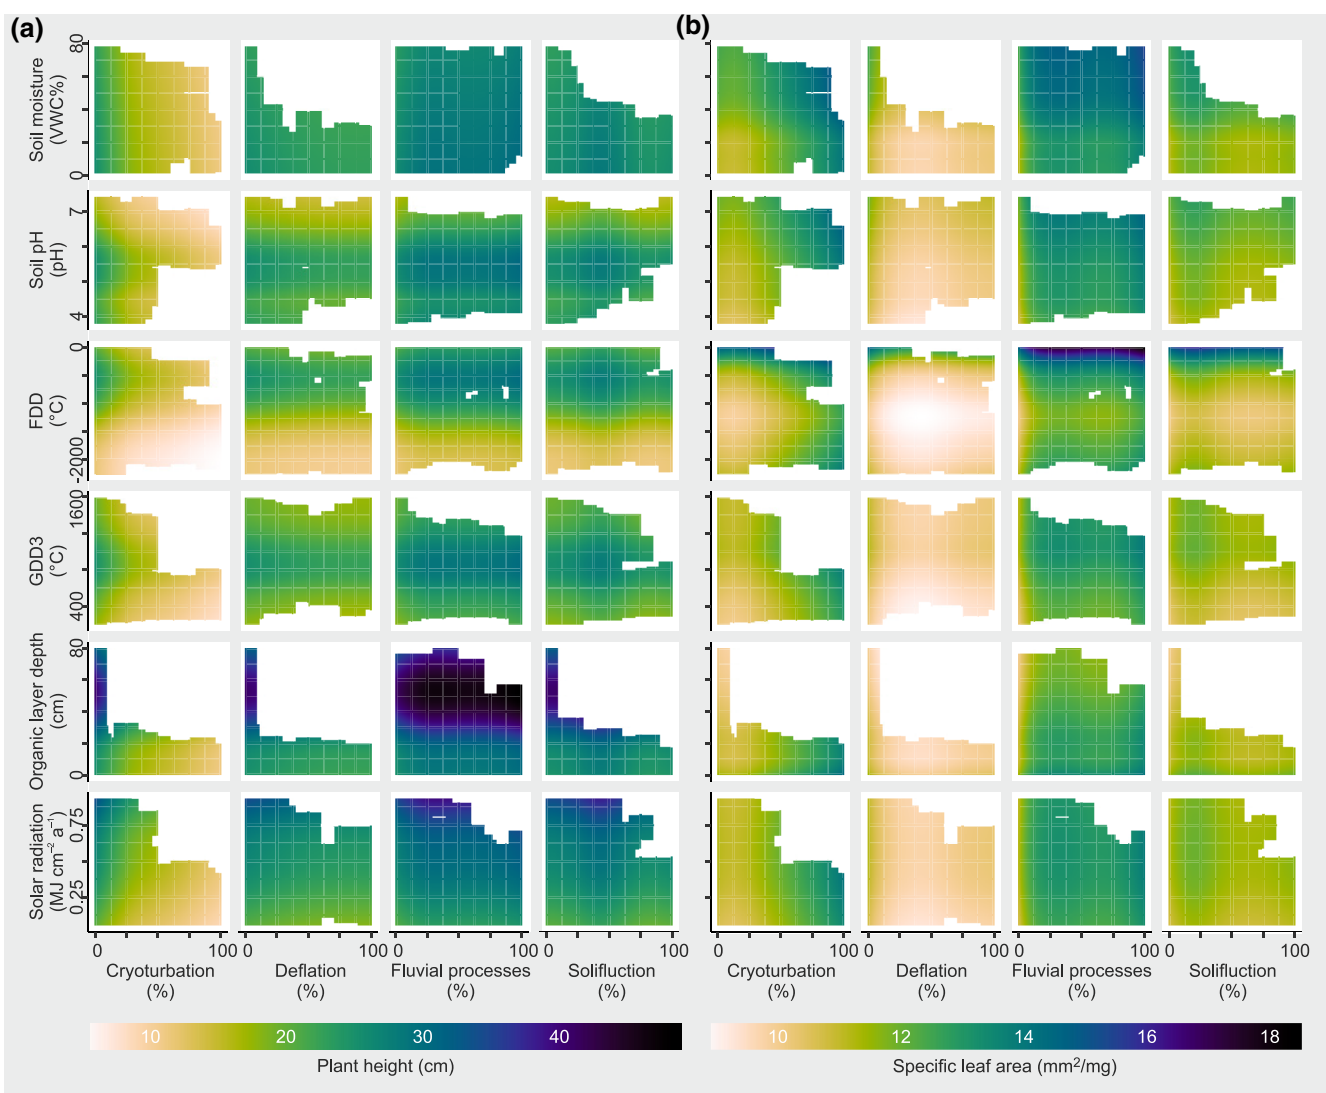 (a)
(b)
Soil moisture
(VWC%)
80
0
Soil pH
(pH)
7
4
FDD
(°C)
0
-2000
GDD3
(°C)
1600
400
Organic layer depth
(cm)
80
0
Solar radiation
(MJ cm⁻² a⁻¹)
0.75
0.25
0 100 0 100 0 100 0 100 0 100 0 100 0 100 0 100
Cryoturbation Deflation Fluvial processes Solifluction Cryoturbation Deflation Fluvial processes Solifluction
(%) (%) (%) (%) (%) (%) (%) (%)
10 20 30 40 10 12 14 16 18
Plant height (cm) Specific leaf area (mm²/mg)